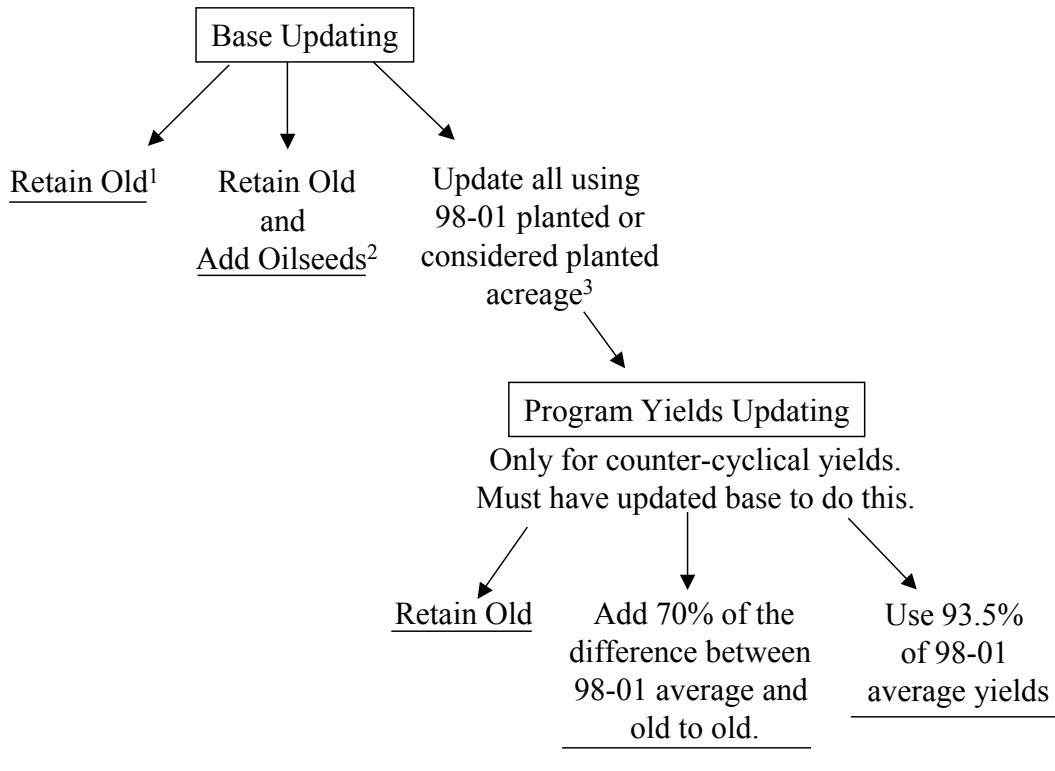 Base Updating
Retain Old¹
Retain Old
and
Add Oilseeds²
Update all using
98-01 planted or
considered planted
acreage³
Program Yields Updating
Only for counter-cyclical yields.
Must have updated base to do this.
Retain Old
Add 70% of the
difference between
98-01 average and
old to old.
Use 93.5%
of 98-01
average yields